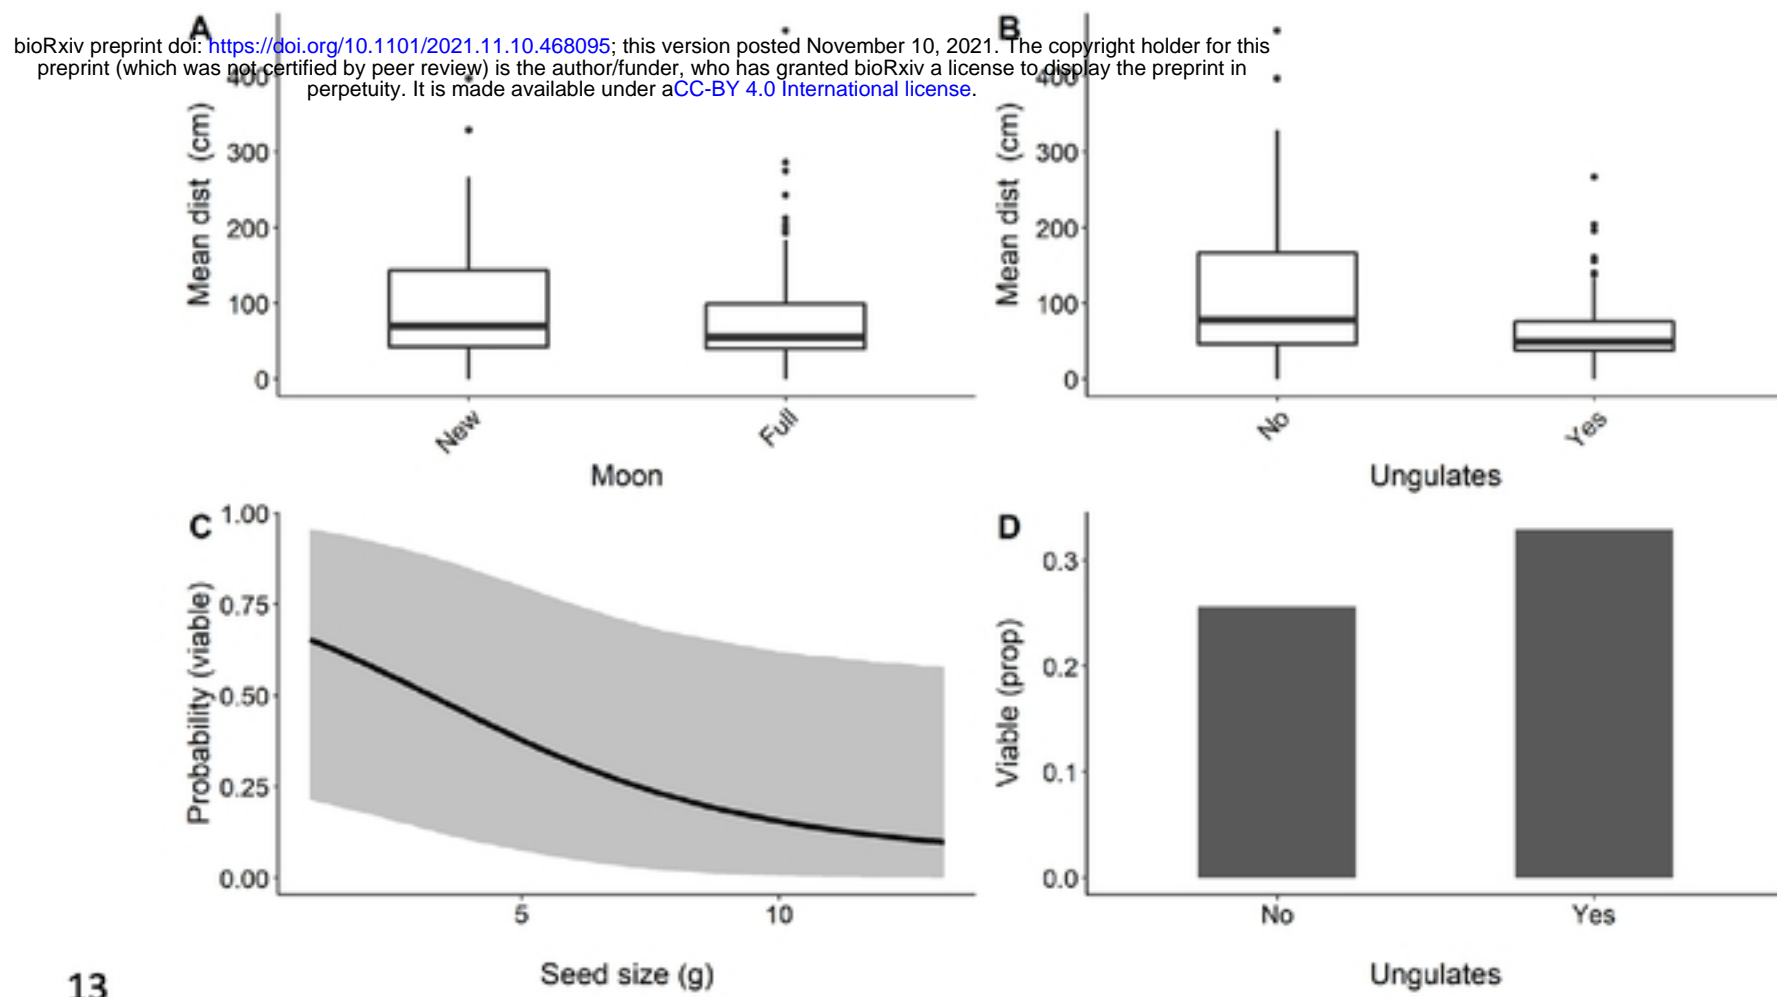 A
B
bioRxiv preprint doi: https://doi.org/10.1101/2021.11.10.468095; this version posted November 10, 2021. The copyright holder for this
preprint (which was not certified by peer review) is the author/funder, who has granted bioRxiv a license to display the preprint in
perpetuity. It is made available under aCC-BY 4.0 International license.
400
400
Mean dist (cm)
300
200
100
0
New
Full
Moon
Mean dist (cm)
300
200
100
0
No
Yes
Ungulates
C
Probability (viable)
1.00
0.75
0.50
0.25
0.00
5
10
Seed size (g)
D
Viable (prop)
0.3
0.2
0.1
0.0
No
Yes
Ungulates
13